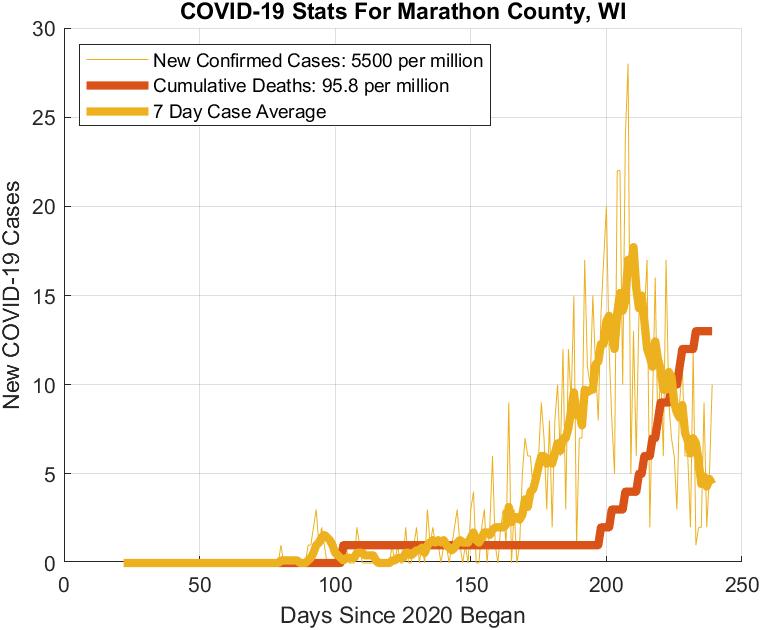 COVID-19 Stats For Marathon County, WI
30
25
20
15
10
5
0
New COVID-19 Cases
New Confirmed Cases: 5500 per million
Cumulative Deaths: 95.8 per million
7 Day Case Average
0 50 100 150 200 250
Days Since 2020 Began